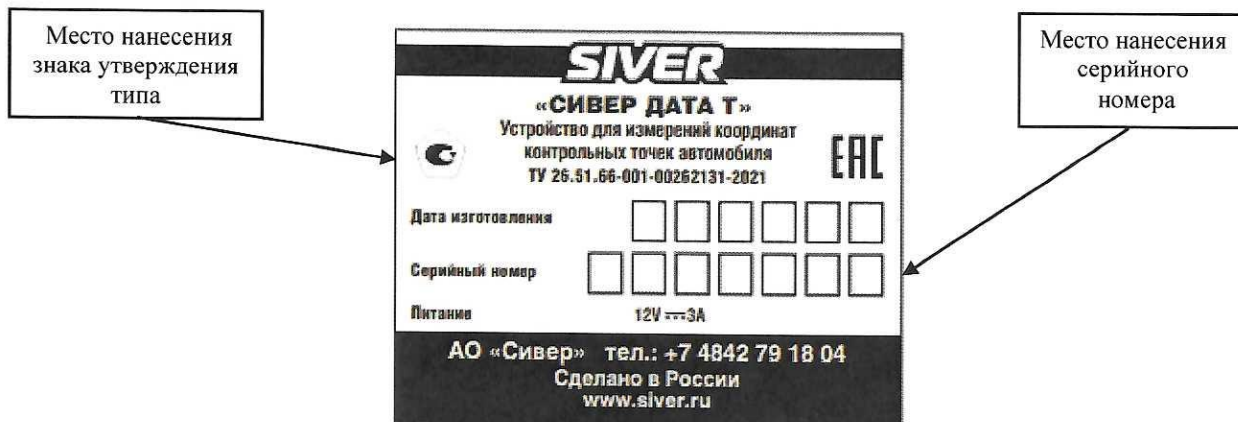 Место нанесения
знака утверждения
типа
Место нанесения
серийного
номера
SIVER
«СИВЕР ДАТА Т»
Устройство для измерений координат
контрольных точек автомобиля
ТУ 26.51.66-001-00262131-2021
EAC
Дата изготовления
Серийный номер
Питание 12V⎓3A
АО «Сивер» тел.: +7 4842 79 18 04
Сделано в России
www.siver.ru